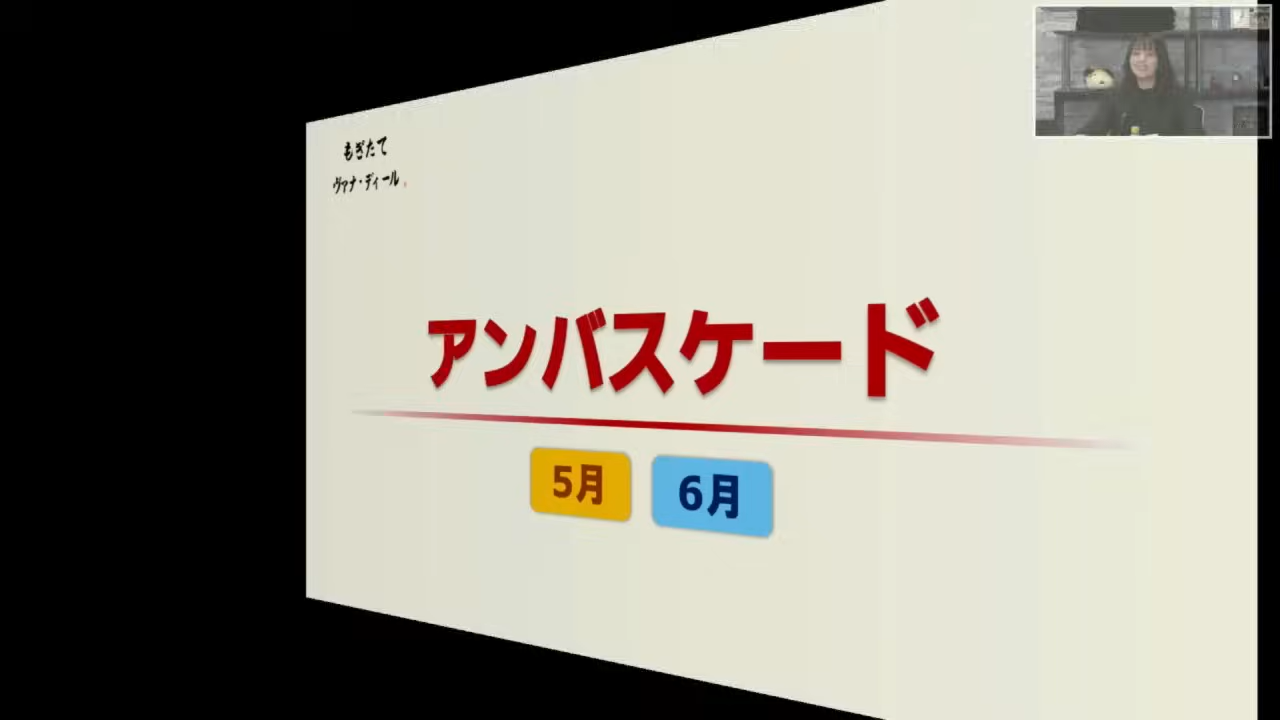 もぎたて
ヴァナ・ディール
アンバスケード
5月
6月